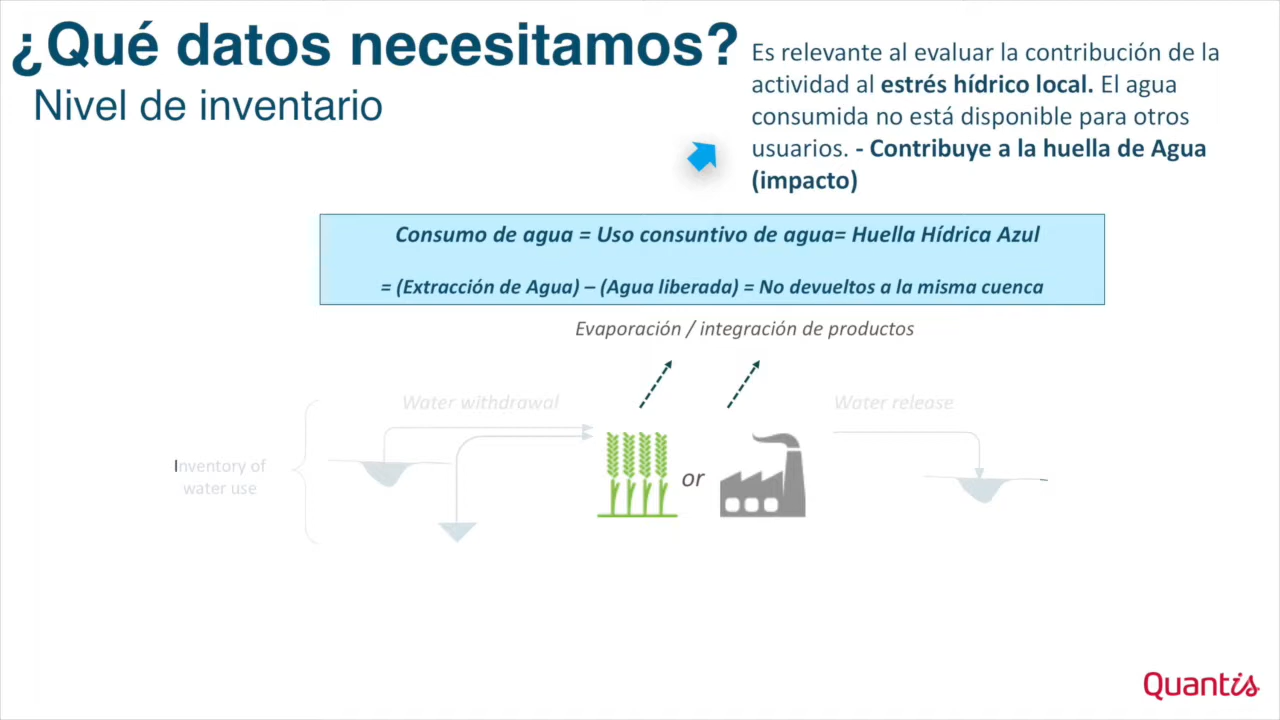 ¿Qué datos necesitamos?
Nivel de inventario
Es relevante al evaluar la contribución de la
actividad al estrés hídrico local. El agua
consumida no está disponible para otros
usuarios. - Contribuye a la huella de Agua
(impacto)
Consumo de agua = Uso consuntivo de agua= Huella Hídrica Azul
= (Extracción de Agua) – (Agua liberada) = No devueltos a la misma cuenca
Evaporación / integración de productos
Water withdrawal
Water release
Inventory of
water use
or
Quantis